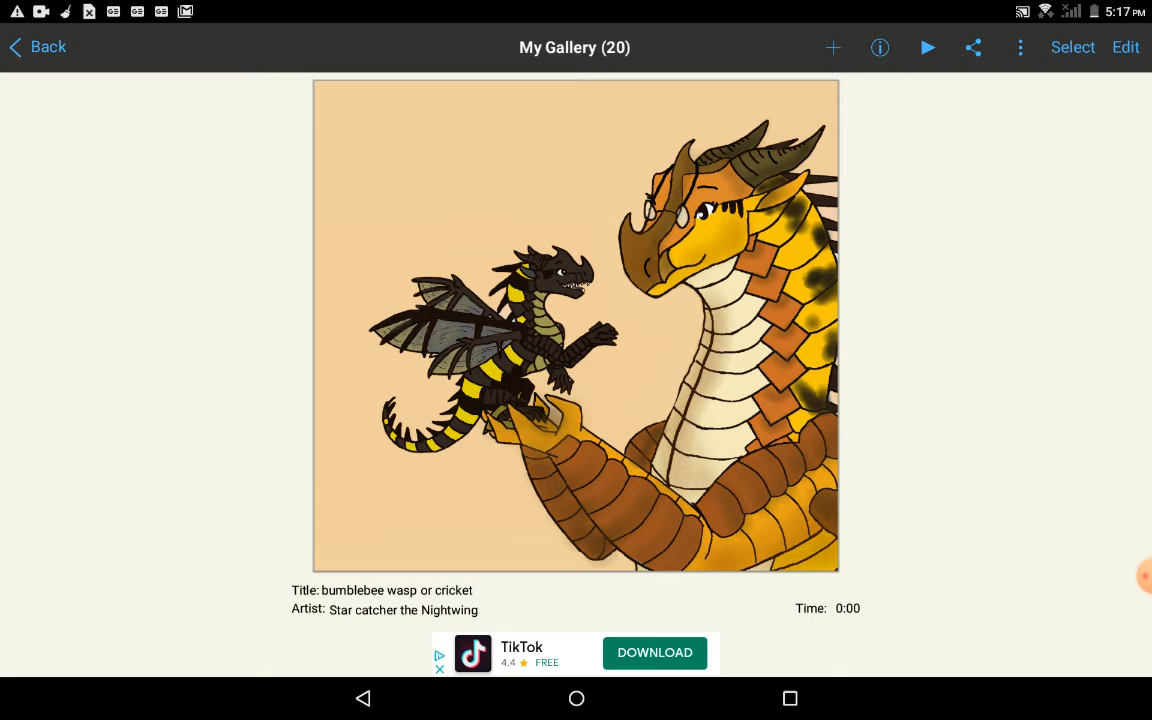 5:17 PM
Back
My Gallery (20)
Select
Edit
Title: bumblebee wasp or cricket
Artist: Star catcher the Nightwing
Time: 0:00
TikTok
4.4 ★ FREE
DOWNLOAD